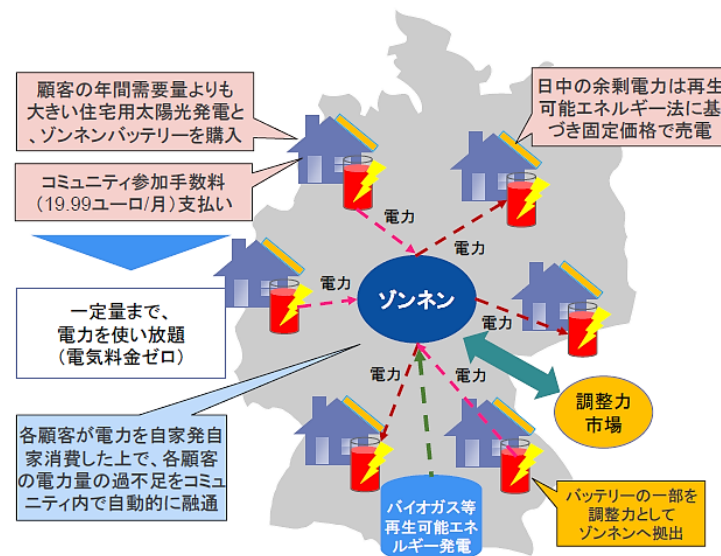 顧客の年間需要量よりも
大きい住宅用太陽光発電と
、ゾンネンバッテリーを購入
日中の余剰電力は再生
可能エネルギー法に基
づき固定価格で売電
コミュニティ参加手数料
(19.99ユーロ/月)支払い
電力
電力
一定量まで、
電力を使い放題
(電気料金ゼロ)
電力
ゾンネン
電力
電力
電力
調整力
市場
各顧客が電力を自家発自
家消費した上で、各顧客
の電力量の過不足をコミュ
ニティ内で自動的に融通
バイオガス等
再生可能エネ
ルギー発電
バッテリーの一部を
調整力として
ゾンネンへ拠出